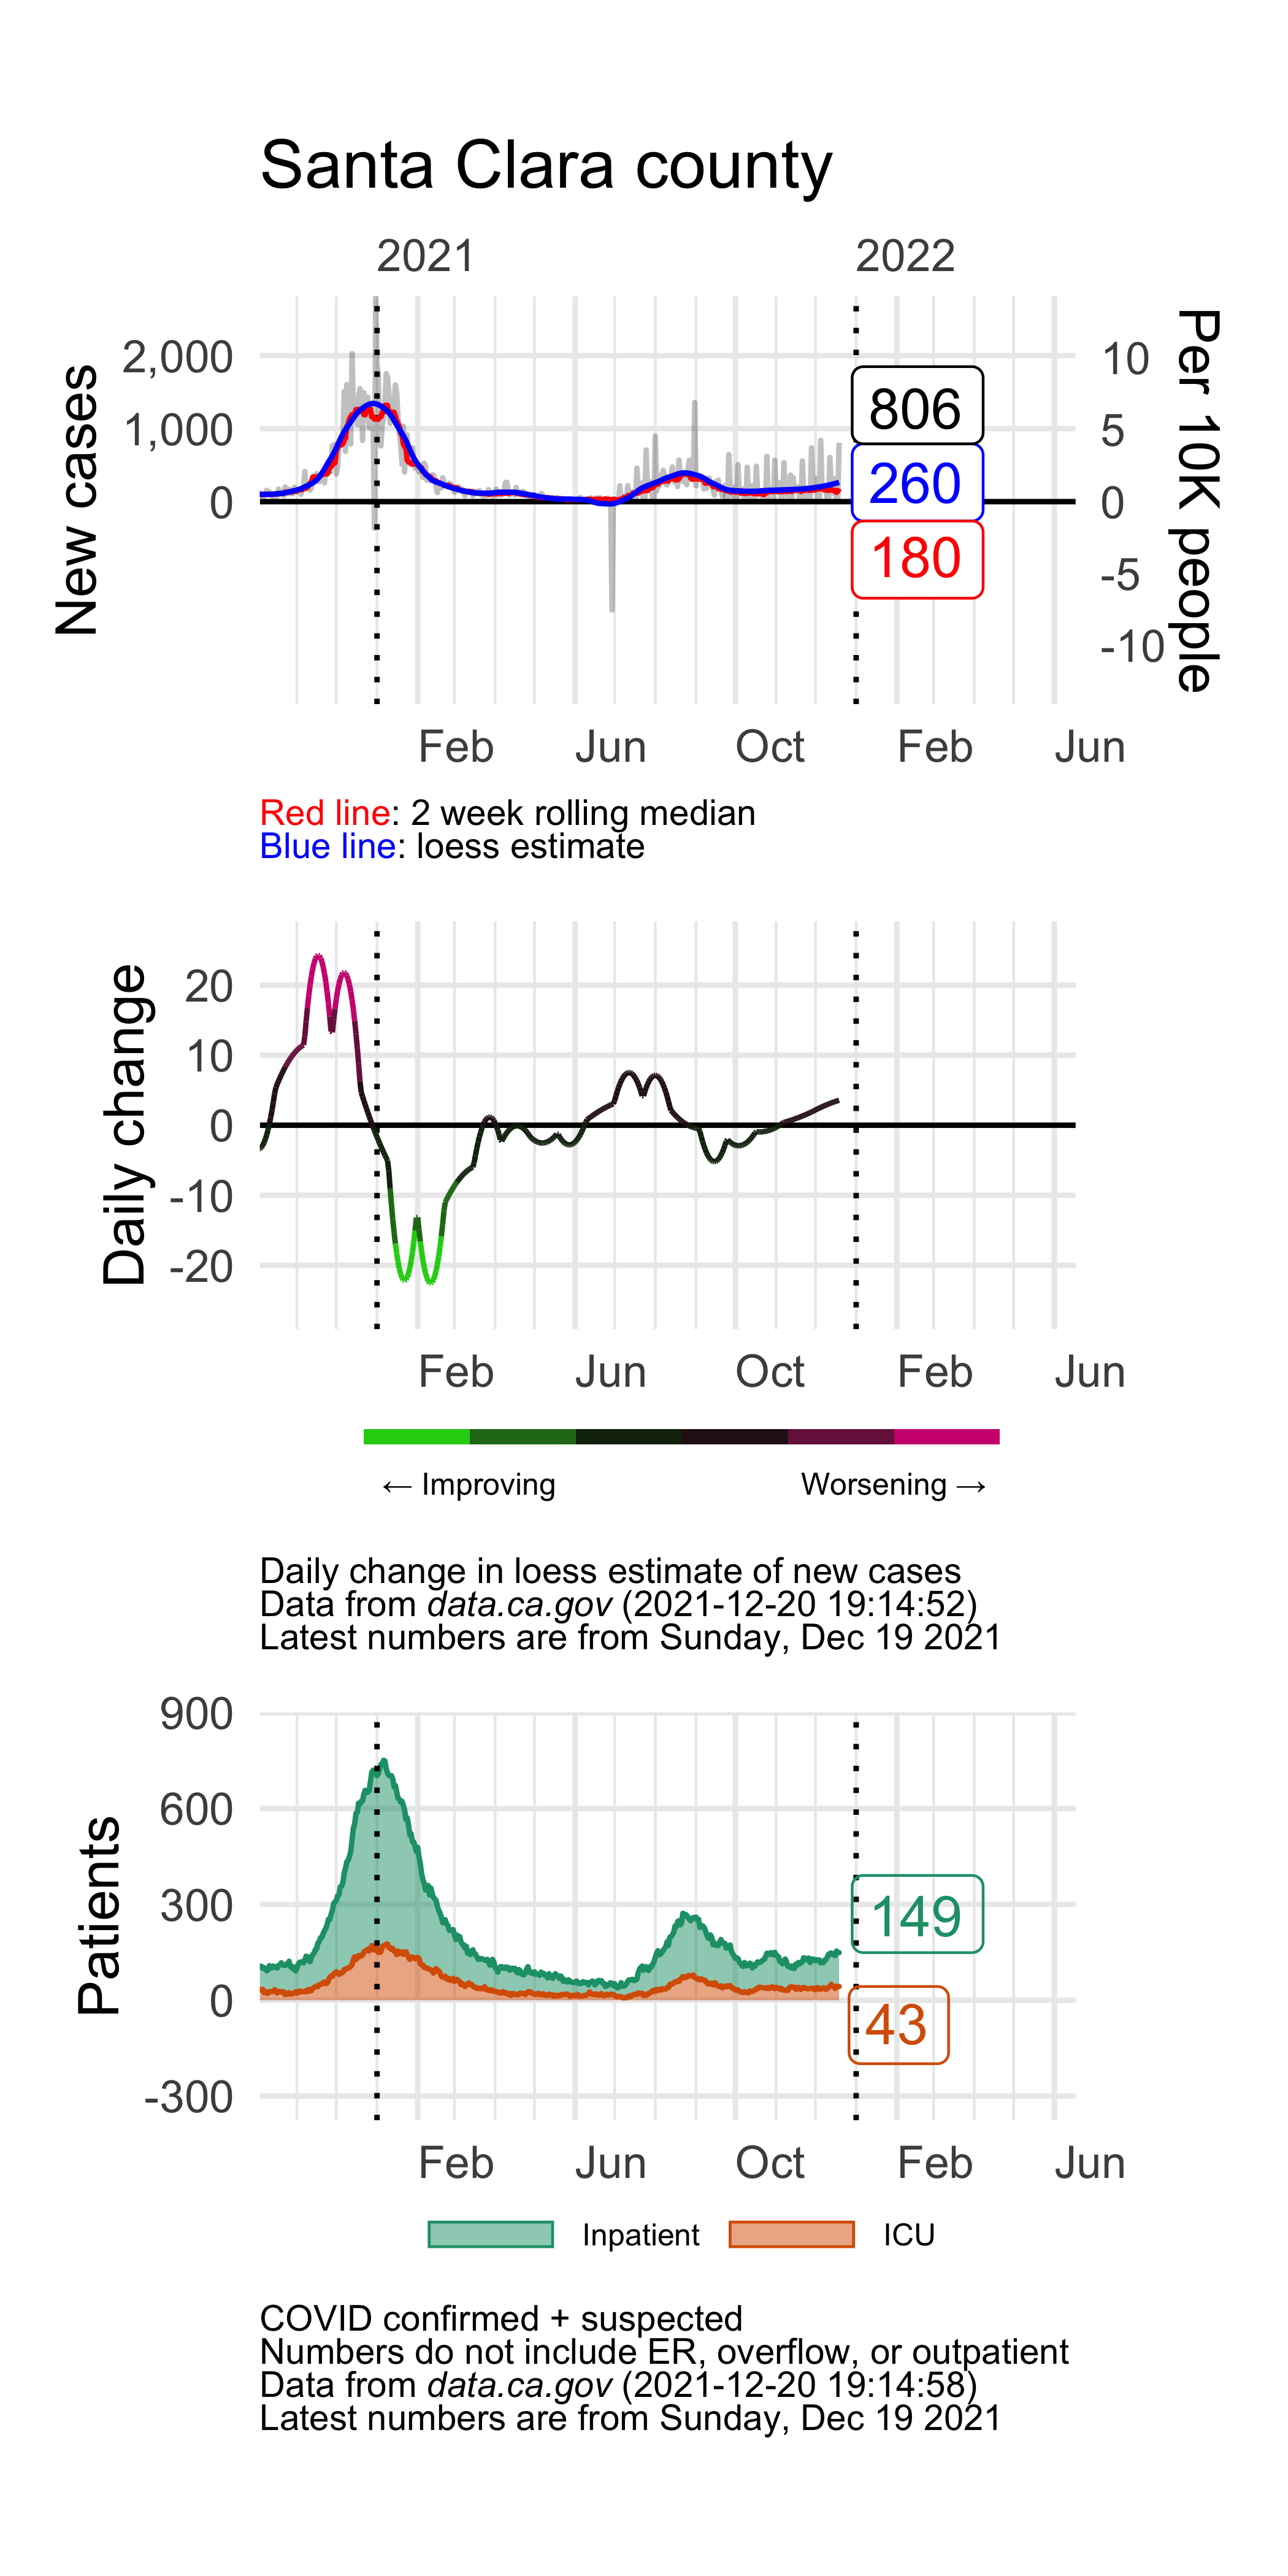 Santa Clara county
2021 2022
New cases
2,000
1,000
0
10
5
0
-5
-10
Per 10K people
806
260
180
Feb Jun Oct Feb Jun
Red line: 2 week rolling median
Blue line: loess estimate
Daily change
20
10
0
-10
-20
Feb Jun Oct Feb Jun
← Improving Worsening →
Daily change in loess estimate of new cases
Data from data.ca.gov (2021-12-20 19:14:52)
Latest numbers are from Sunday, Dec 19 2021
Patients
900
600
300
0
-300
149
43
Feb Jun Oct Feb Jun
Inpatient ICU
COVID confirmed + suspected
Numbers do not include ER, overflow, or outpatient
Data from data.ca.gov (2021-12-20 19:14:58)
Latest numbers are from Sunday, Dec 19 2021